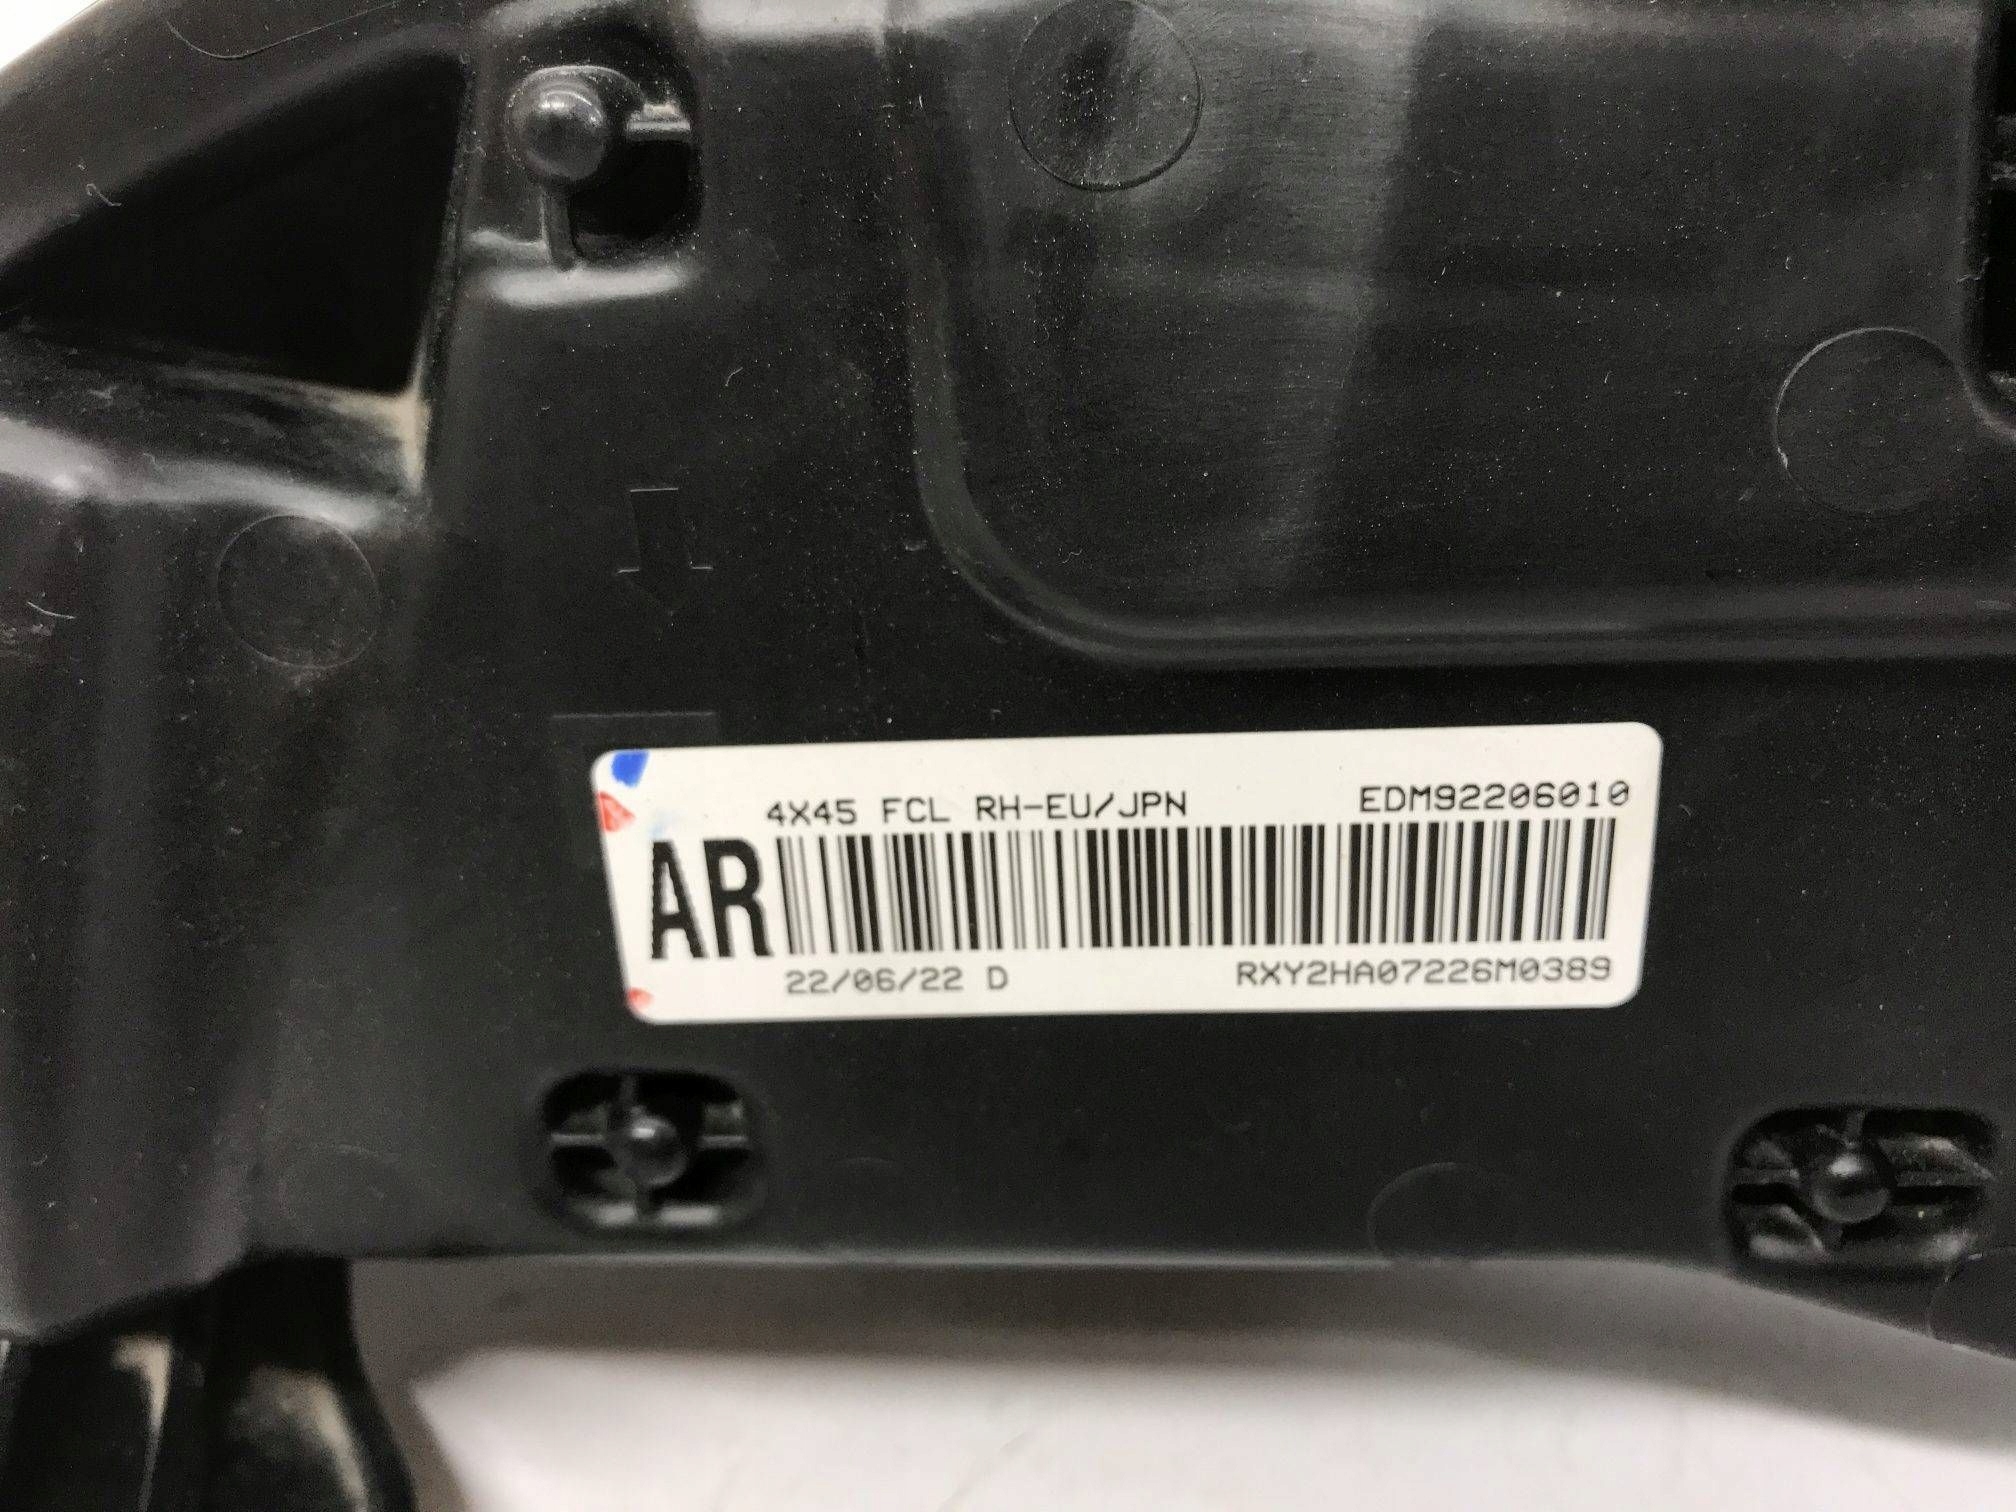 4X45 FCL RH-EU/JPN EDM92206010
AR
22/06/22 D RXY2HA07226M0389